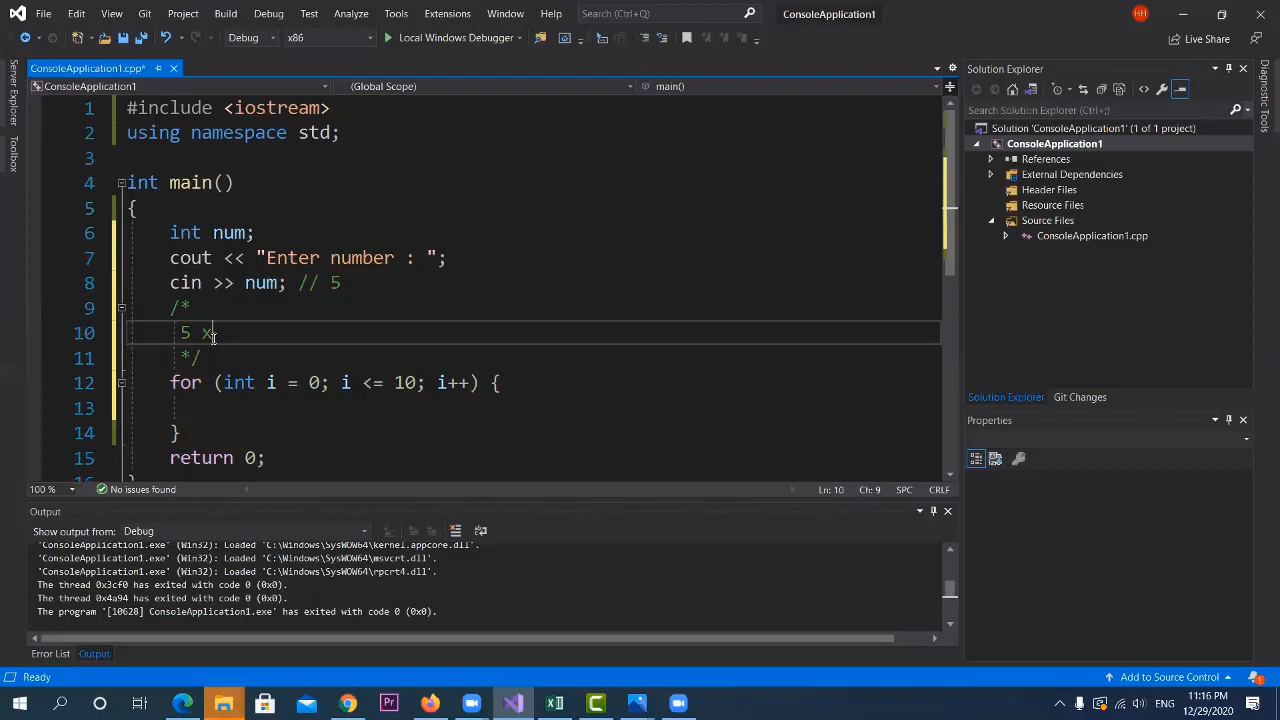 File Edit View Git Project Build Debug Test Analyze Tools Extensions Window Help Search (Ctrl+Q) ConsoleApplication1 HH
Debug x86 Local Windows Debugger Live Share
Server Explorer
Toolbox
ConsoleApplication1.cpp*
ConsoleApplication1 (Global Scope) main()
1 #include <iostream>
2 using namespace std;
3
4 int main()
5 {
6 int num;
7 cout << "Enter number : ";
8 cin >> num; // 5
9 /*
10 5 x
11 */
12 for (int i = 0; i <= 10; i++) {
13
14 }
15 return 0;
16 }
100 % No issues found Ln: 10 Ch: 9 SPC CRLF
Output
Show output from: Debug
'ConsoleApplication1.exe' (Win32): Loaded 'C:\Windows\SysWOW64\kernel.appcore.dll'.
'ConsoleApplication1.exe' (Win32): Loaded 'C:\Windows\SysWOW64\msvcrt.dll'.
'ConsoleApplication1.exe' (Win32): Loaded 'C:\Windows\SysWOW64\rpcrt4.dll'.
The thread 0x3cf0 has exited with code 0 (0x0).
The thread 0x4a94 has exited with code 0 (0x0).
The program '[10628] ConsoleApplication1.exe' has exited with code 0 (0x0).
Error List Output
Solution Explorer
Search Solution Explorer (Ctrl+;)
Solution 'ConsoleApplication1' (1 of 1 project)
ConsoleApplication1
References
External Dependencies
Header Files
Resource Files
Source Files
ConsoleApplication1.cpp
Solution Explorer Git Changes
Properties
Diagnostic Tools
Ready Add to Source Control 1
11:16 PM
12/29/2020